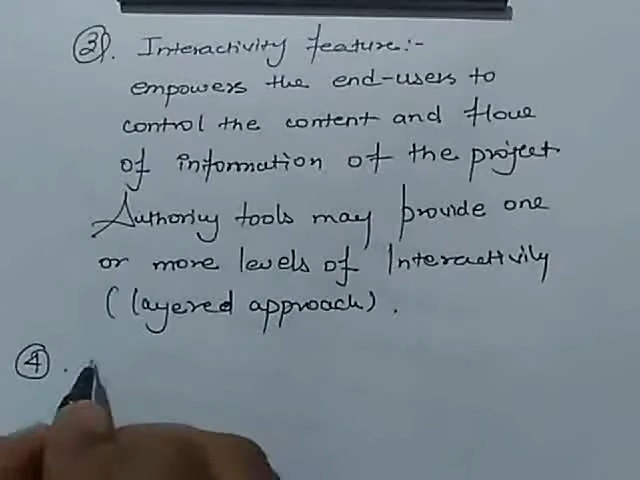 3). Interactivity feature:-
empowers the end-users to
control the content and flow
of information of the project
Authoring tools may provide one
or more levels of Interactivity
(layered approach).
4.